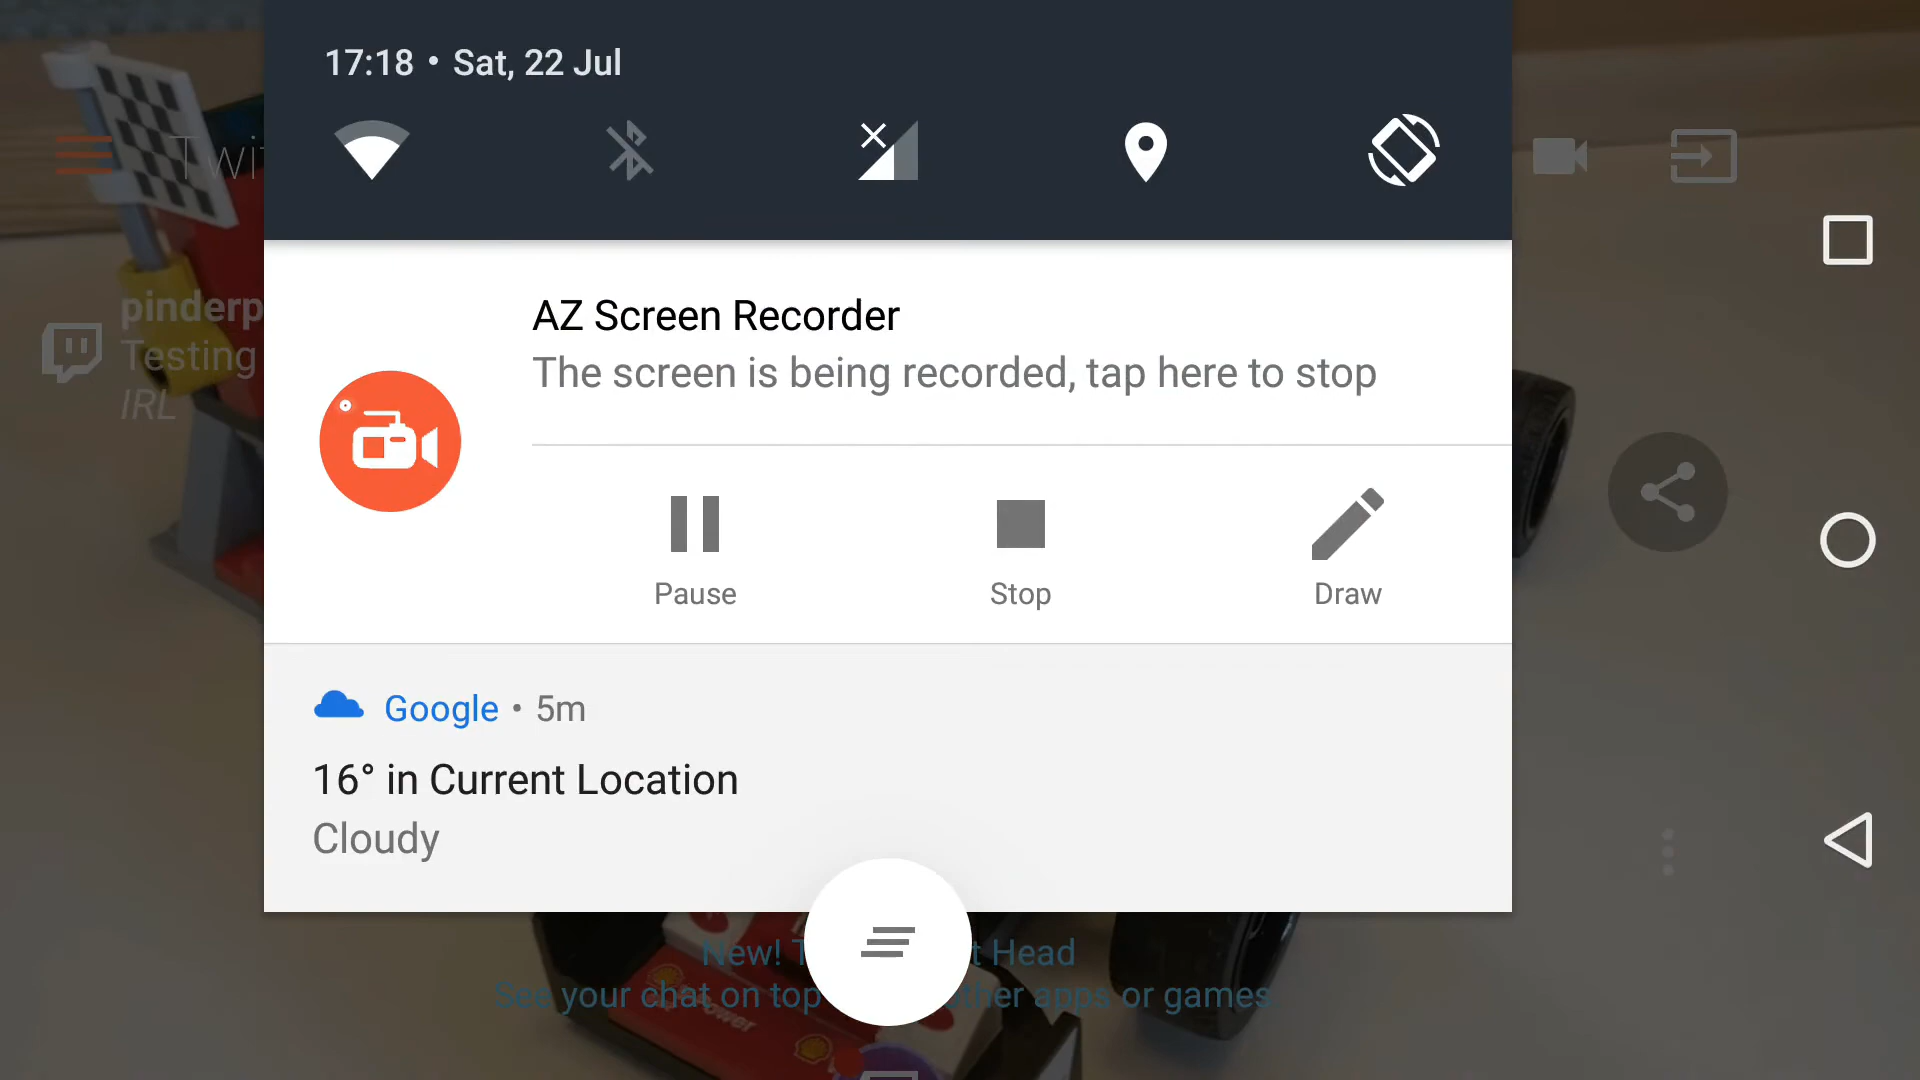 17:18 • Sat, 22 Jul
AZ Screen Recorder
The screen is being recorded, tap here to stop
Pause
Stop
Draw
Google • 5m
16° in Current Location
Cloudy
Testing
IRL
New!
Head
See your chat on top
other apps or games
Power